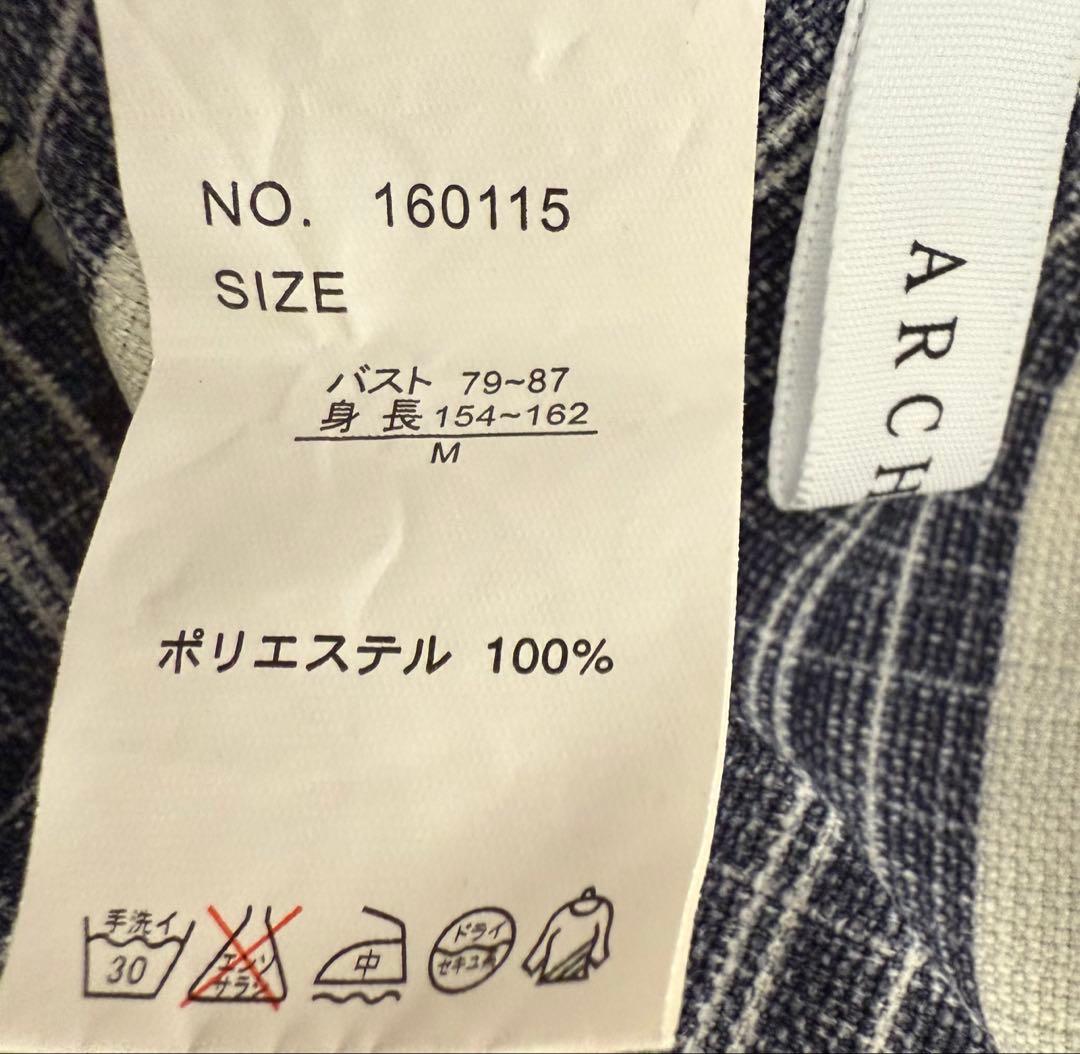 NO. 160115
SIZE
バスト 79~87
身 長 154~162
M
ポリエステル 100%
手洗イ
30
エンソ
サラシ
中
ドライ
セキユ系
ARCH